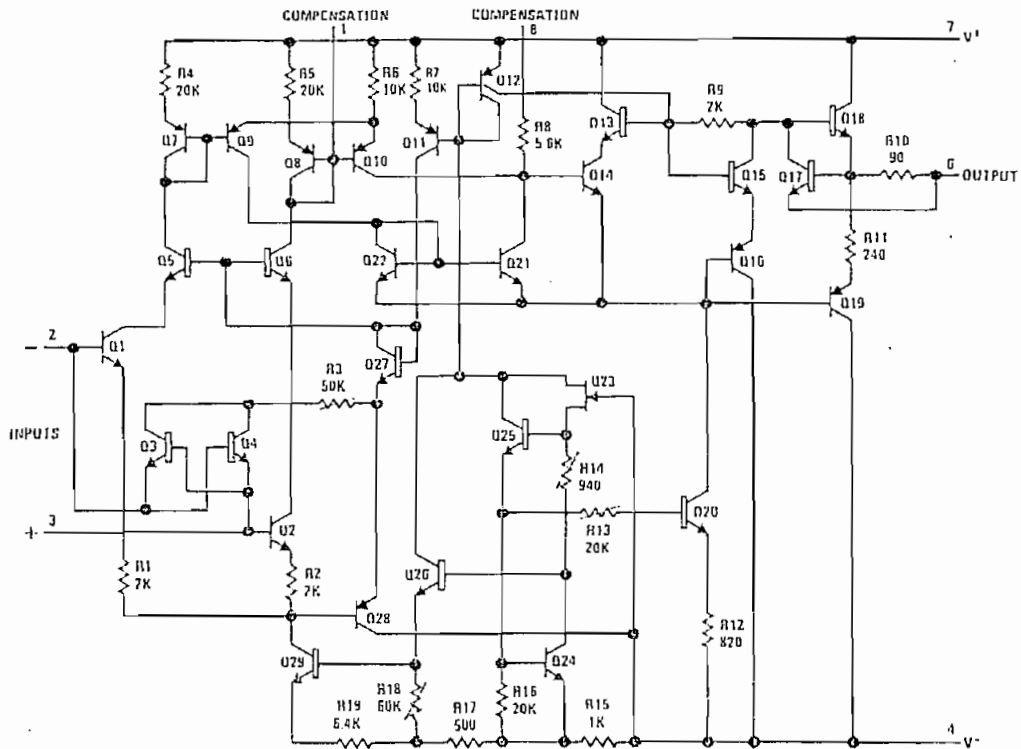 COMPENSATION
1
COMPENSATION
8
7 V+
R4
20K
R5
20K
R6
10K
R7
10K
Q12
R8
5.6K
Q13
R9
2K
Q18
R10
90
6 OUTPUT
Q7
Q9
Q8
Q10
Q11
Q14
Q15
Q17
R11
240
Q5
Q6
Q22
Q21
Q16
Q19
2
−
Q1
R3
50K
Q27
Q23
INPUTS
Q3
Q4
Q25
R14
940
3
+
Q2
R13
20K
Q20
R1
2K
R2
2K
Q26
Q28
R12
820
Q29
Q24
R18
60K
R16
20K
R19
6.4K
R17
500
R15
1K
4 V-